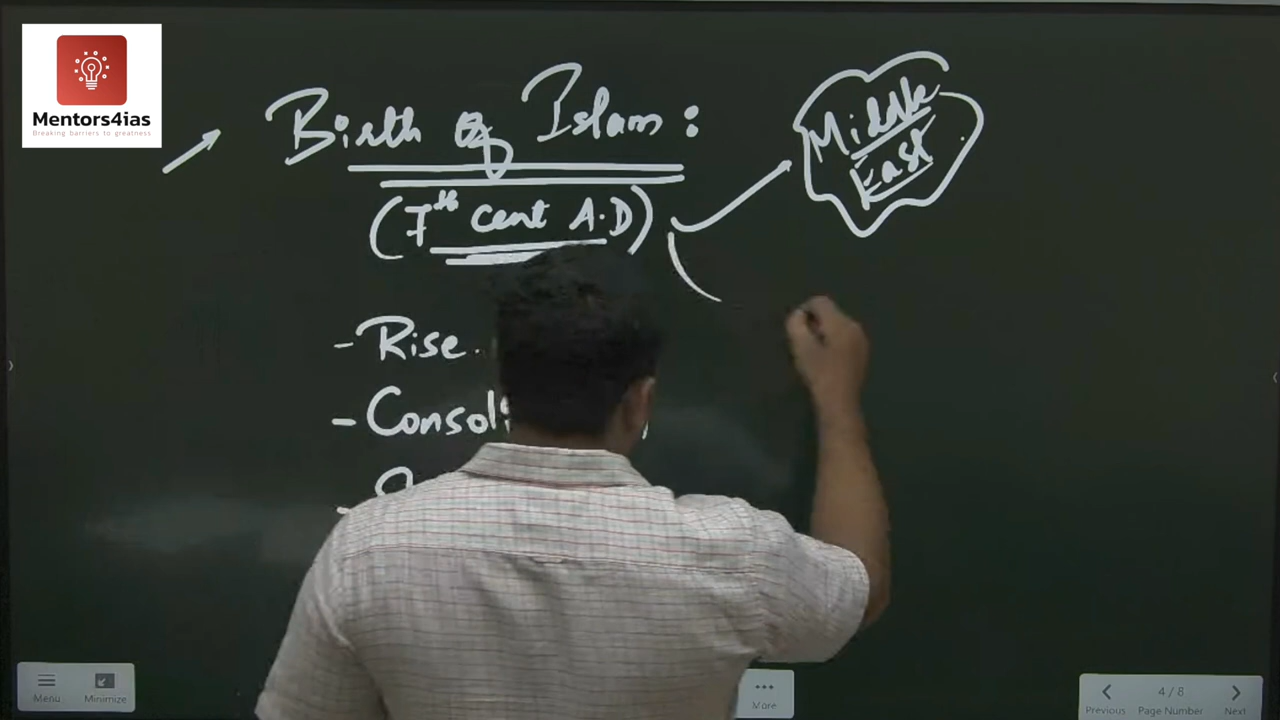 Mentors4ias
Breaking barriers to greatness
Birth of Islam:
(7th cent A.D)
Middle
East
- Rise
-
Menu
Minimize
More
4 / 8
Previous
Page Number
Next